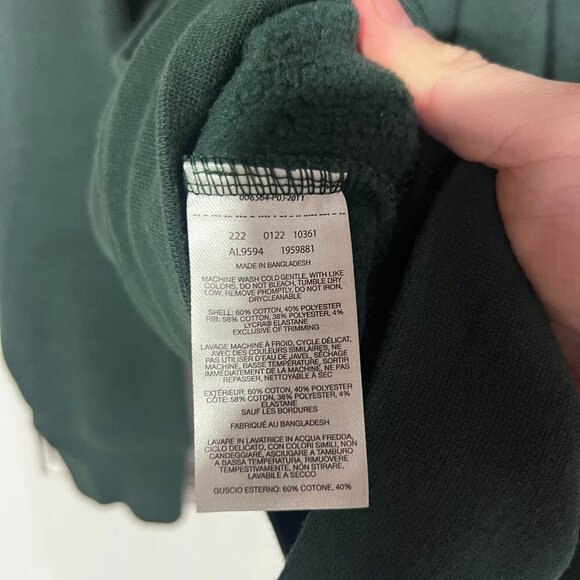 006564-P03-2011
222 0122 10361
AL9594 1959881
MADE IN BANGLADESH
MACHINE WASH COLD GENTLE, WITH LIKE
COLORS, DO NOT BLEACH, TUMBLE DRY
LOW, REMOVE PROMPTLY, DO NOT IRON,
DRYCLEANABLE
SHELL: 60% COTTON, 40% POLYESTER
RIB: 58% COTTON, 38% POLYESTER, 4%
LYCRA® ELASTANE
EXCLUSIVE OF TRIMMING
LAVAGE MACHINE À FROID, CYCLE DÉLICAT,
AVEC DES COULEURS SIMILAIRES, NE
PAS UTILISER D'EAU DE JAVEL, SÉCHAGE
MACHINE, BASSE TEMPÉRATURE, SORTIR
IMMÉDIATEMENT DE LA MACHINE, NE PAS
REPASSER, NETTOYABLE À SEC
EXTÉRIEUR: 60% COTON, 40% POLYESTER
CÔTE: 58% COTON, 38% POLYESTER, 4%
ELASTANE
SAUF LES BORDURES
FABRIQUÉ AU BANGLADESH
LAVARE IN LAVATRICE IN ACQUA FREDDA,
CICLO DELICATO, CON COLORI SIMILI, NON
CANDEGGIARE, ASCIUGARE A TAMBURO
A BASSA TEMPERATURA, RIMUOVERE
TEMPESTIVAMENTE, NON STIRARE,
LAVABILE A SECCO
GUSCIO ESTERNO: 60% COTONE, 40%